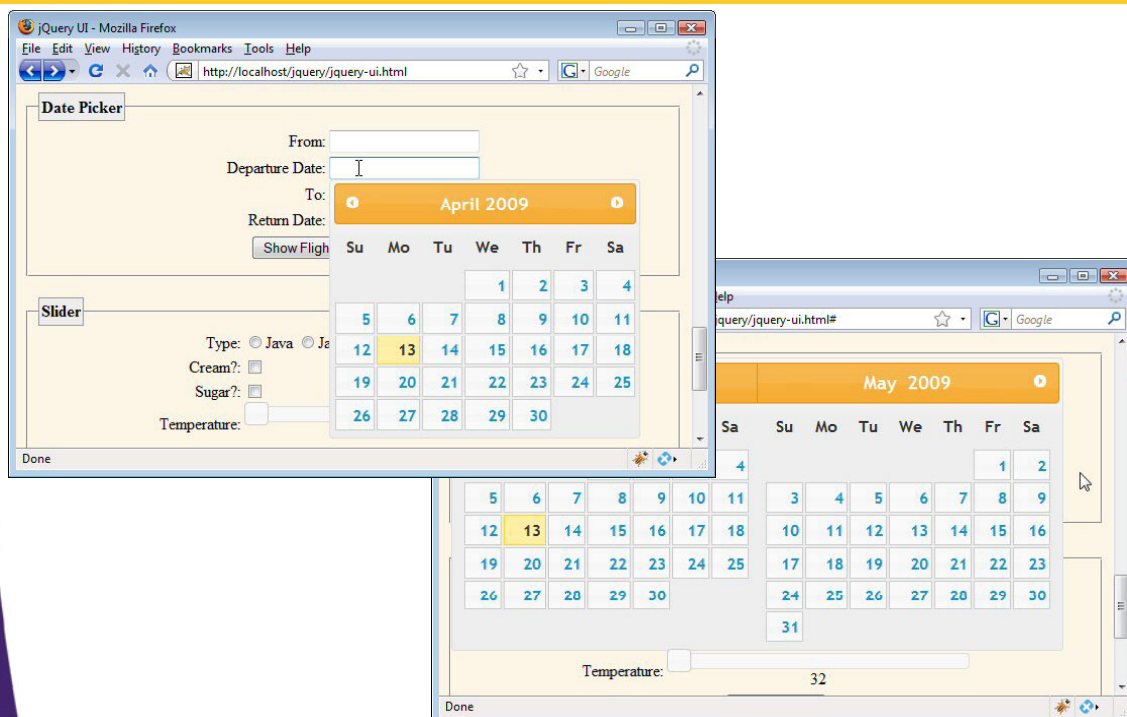 jQuery UI - Mozilla Firefox
File Edit View History Bookmarks Tools Help
http://localhost/jquery/jquery-ui.html
G Google
Date Picker
From:
Departure Date:
To:
Return Date:
Show Fligh
April 2009
Su Mo Tu We Th Fr Sa
1 2 3 4
5 6 7 8 9 10 11
12 13 14 15 16 17 18
19 20 21 22 23 24 25
26 27 28 29 30
Slider
Type: Java Ja
Cream?:
Sugar?:
Temperature:
Done
elp
jquery/jquery-ui.html#
G Google
May 2009
Sa Su Mo Tu We Th Fr Sa
4 1 2
5 6 7 8 9 10 11 3 4 5 6 7 8 9
12 13 14 15 16 17 18 10 11 12 13 14 15 16
19 20 21 22 23 24 25 17 18 19 20 21 22 23
26 27 28 29 30 24 25 26 27 28 29 30
31
Temperature:
32
Done